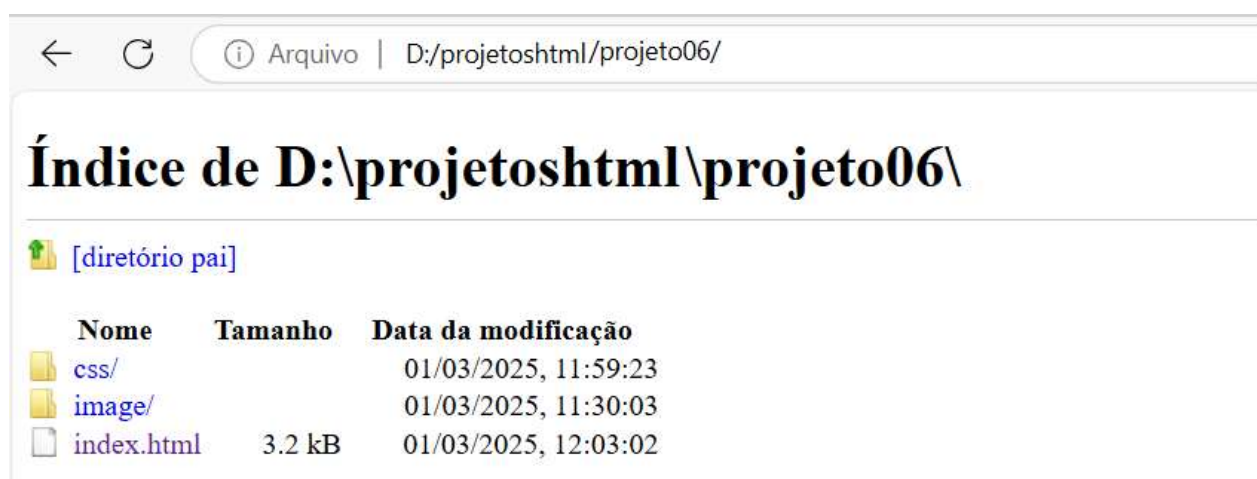 Arquivo | D:/projetoshtml/projeto06/
Índice de D:\projetoshtml\projeto06\
[diretório pai]
Nome Tamanho Data da modificação
css/ 01/03/2025, 11:59:23
image/ 01/03/2025, 11:30:03
index.html 3.2 kB 01/03/2025, 12:03:02